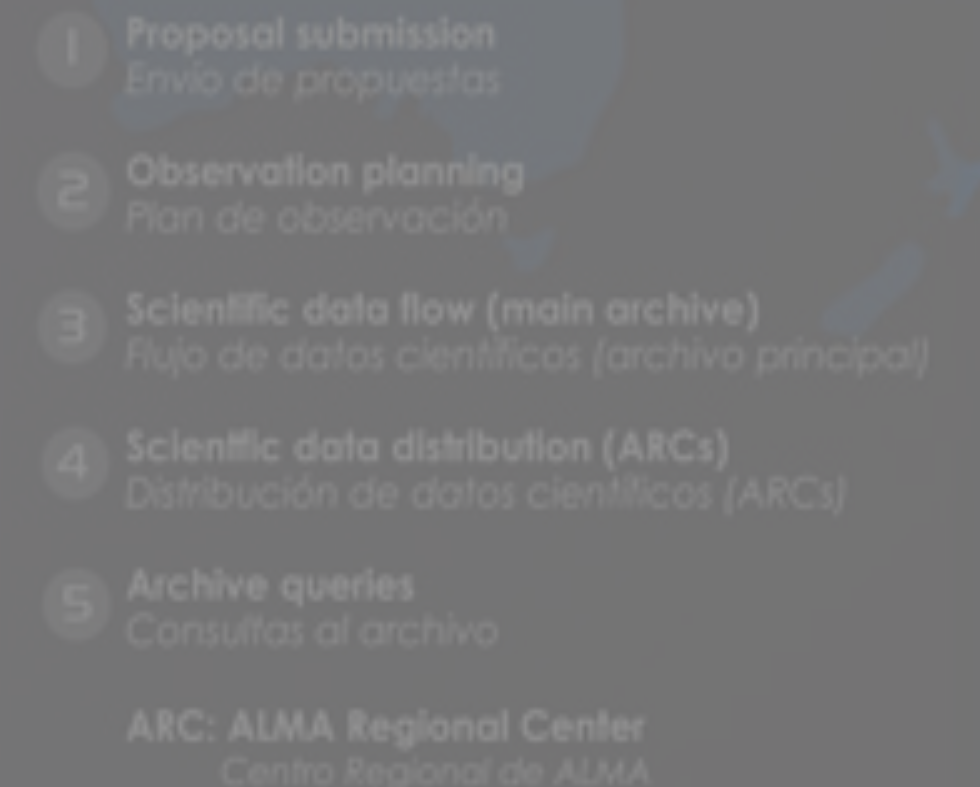 1 Proposal submission
Envío de propuestas
2 Observation planning
Plan de observación
3 Scientific data flow (main archive)
Flujo de datos científicos (archivo principal)
4 Scientfic data distribution (ARCs)
Distribución de datos científicos (ARCs)
5 Archive queries
Consultas al archivo
ARC: ALMA Regional Center
Centro Regional de ALMA